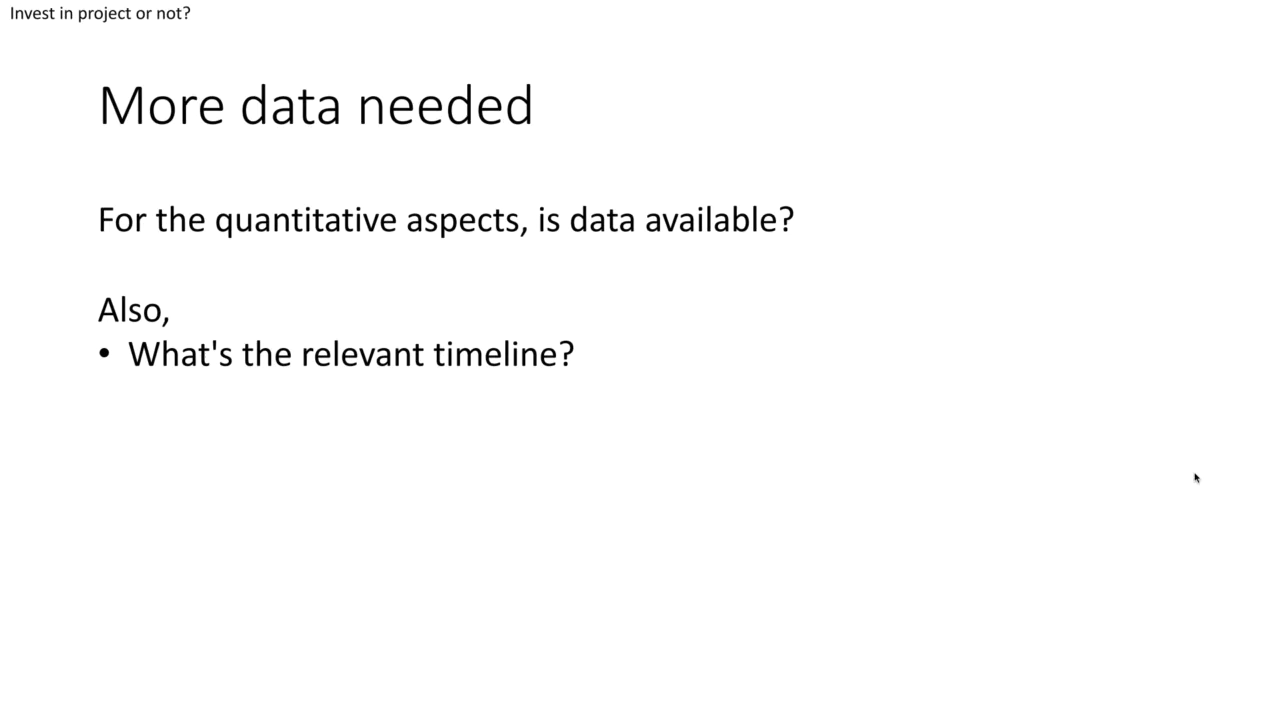 Invest in project or not?
More data needed
For the quantitative aspects, is data available?
Also,
• What's the relevant timeline?